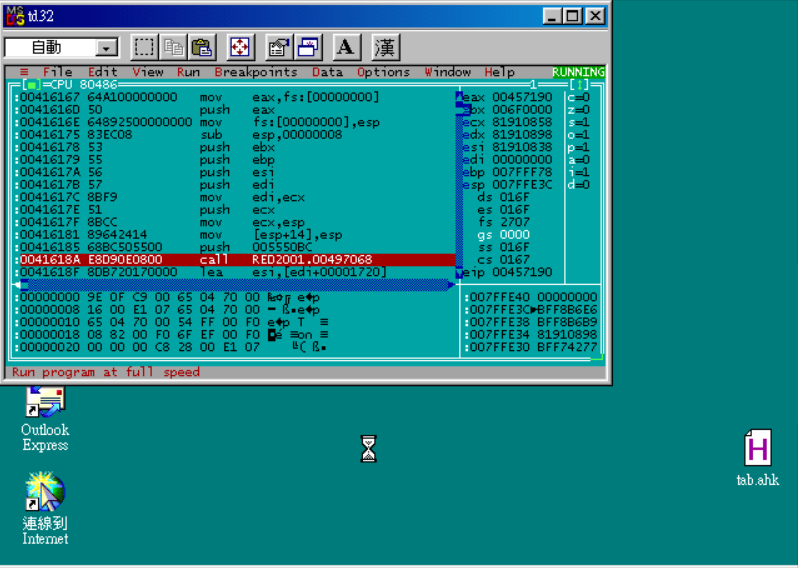 td32
自動
A 漢
≡ File Edit View Run Breakpoints Data Options Window Help RUNNING
CPU 80486 1 [↕]
:00416167 64A100000000 mov eax,fs:[00000000] eax 00457190 c=0
:0041616D 50 push eax ebx 006F0000 z=0
:0041616E 64892500000000 mov fs:[00000000],esp ecx 81910858 s=1
:00416175 83EC08 sub esp,00000008 edx 81910898 o=1
:00416178 53 push ebx esi 81910838 p=1
:00416179 55 push ebp edi 00000000 a=0
:0041617A 56 push esi ebp 007FFF78 i=1
:0041617B 57 push edi esp 007FFE3C d=0
:0041617C 8BF9 mov edi,ecx ds 016F
:0041617E 51 push ecx es 016F
:0041617F 8BCC mov ecx,esp fs 2707
:00416181 89642414 mov [esp+14],esp gs 0000
:00416185 68BC505500 push 005550BC ss 016F
:0041618A E8D90E0800 call RED2001.00497068 cs 0167
:0041618F 8DB720170000 lea esi,[edi+00001720] eip 00457190
:00000000 9E 0F C9 00 65 04 70 00 :007FFE40 00000000
:00000008 16 00 E1 07 65 04 70 00 :007FFE3C►BFF8B6E6
:00000010 65 04 70 00 54 FF 00 F0 e♦p T ≡ :007FFE38 BFF8B6B9
:00000018 08 82 00 F0 6F EF 00 F0 :007FFE34 81910898
:00000020 00 00 00 C8 28 00 E1 07 :007FFE30 BFF74277
Run program at full speed
Outlook
Express
連線到
Internet
H
tab.ahk